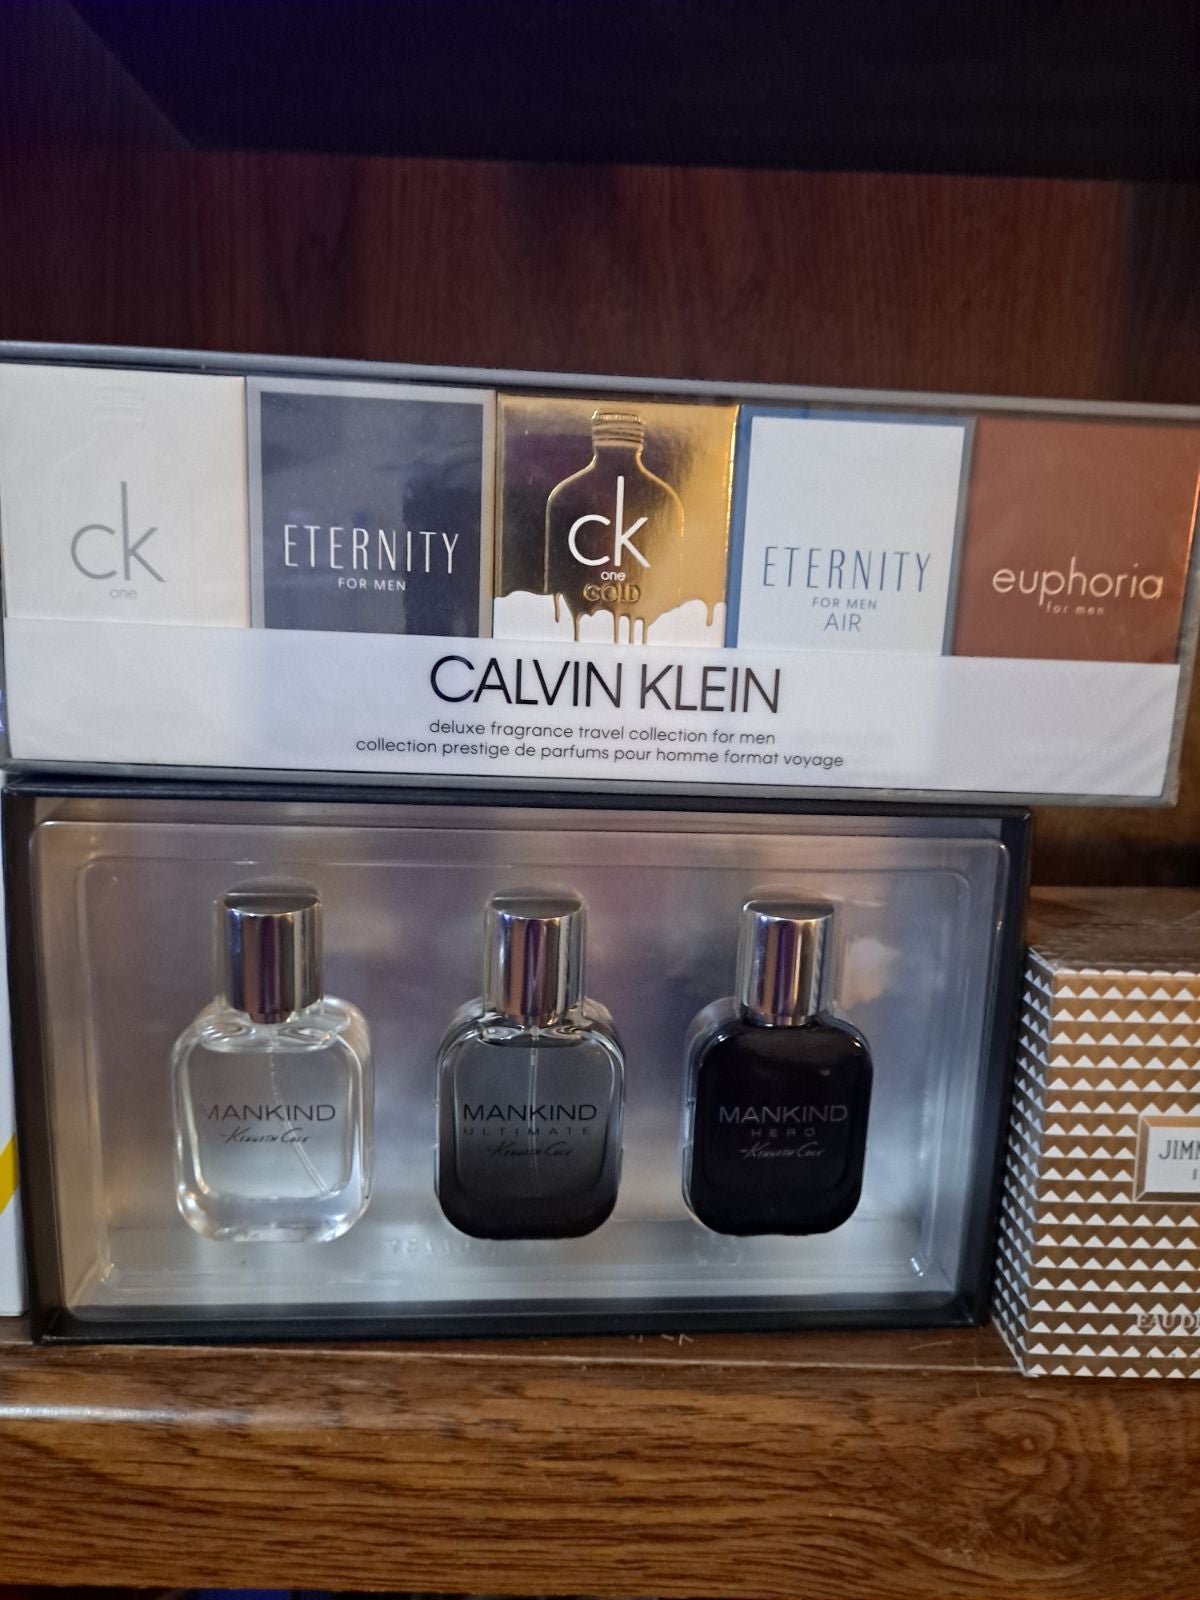 ck
one
ETERNITY
FOR MEN
ck
one
GOLD
ETERNITY
FOR MEN
AIR
euphoria
for men
CALVIN KLEIN
deluxe fragrance travel collection for men
collection prestige de parfums pour homme format voyage
MANKIND
Kenneth Cole
MANKIND
ULTIMATE
Kenneth Cole
MANKIND
HERO
Kenneth Cole
JIMM
EAU DE